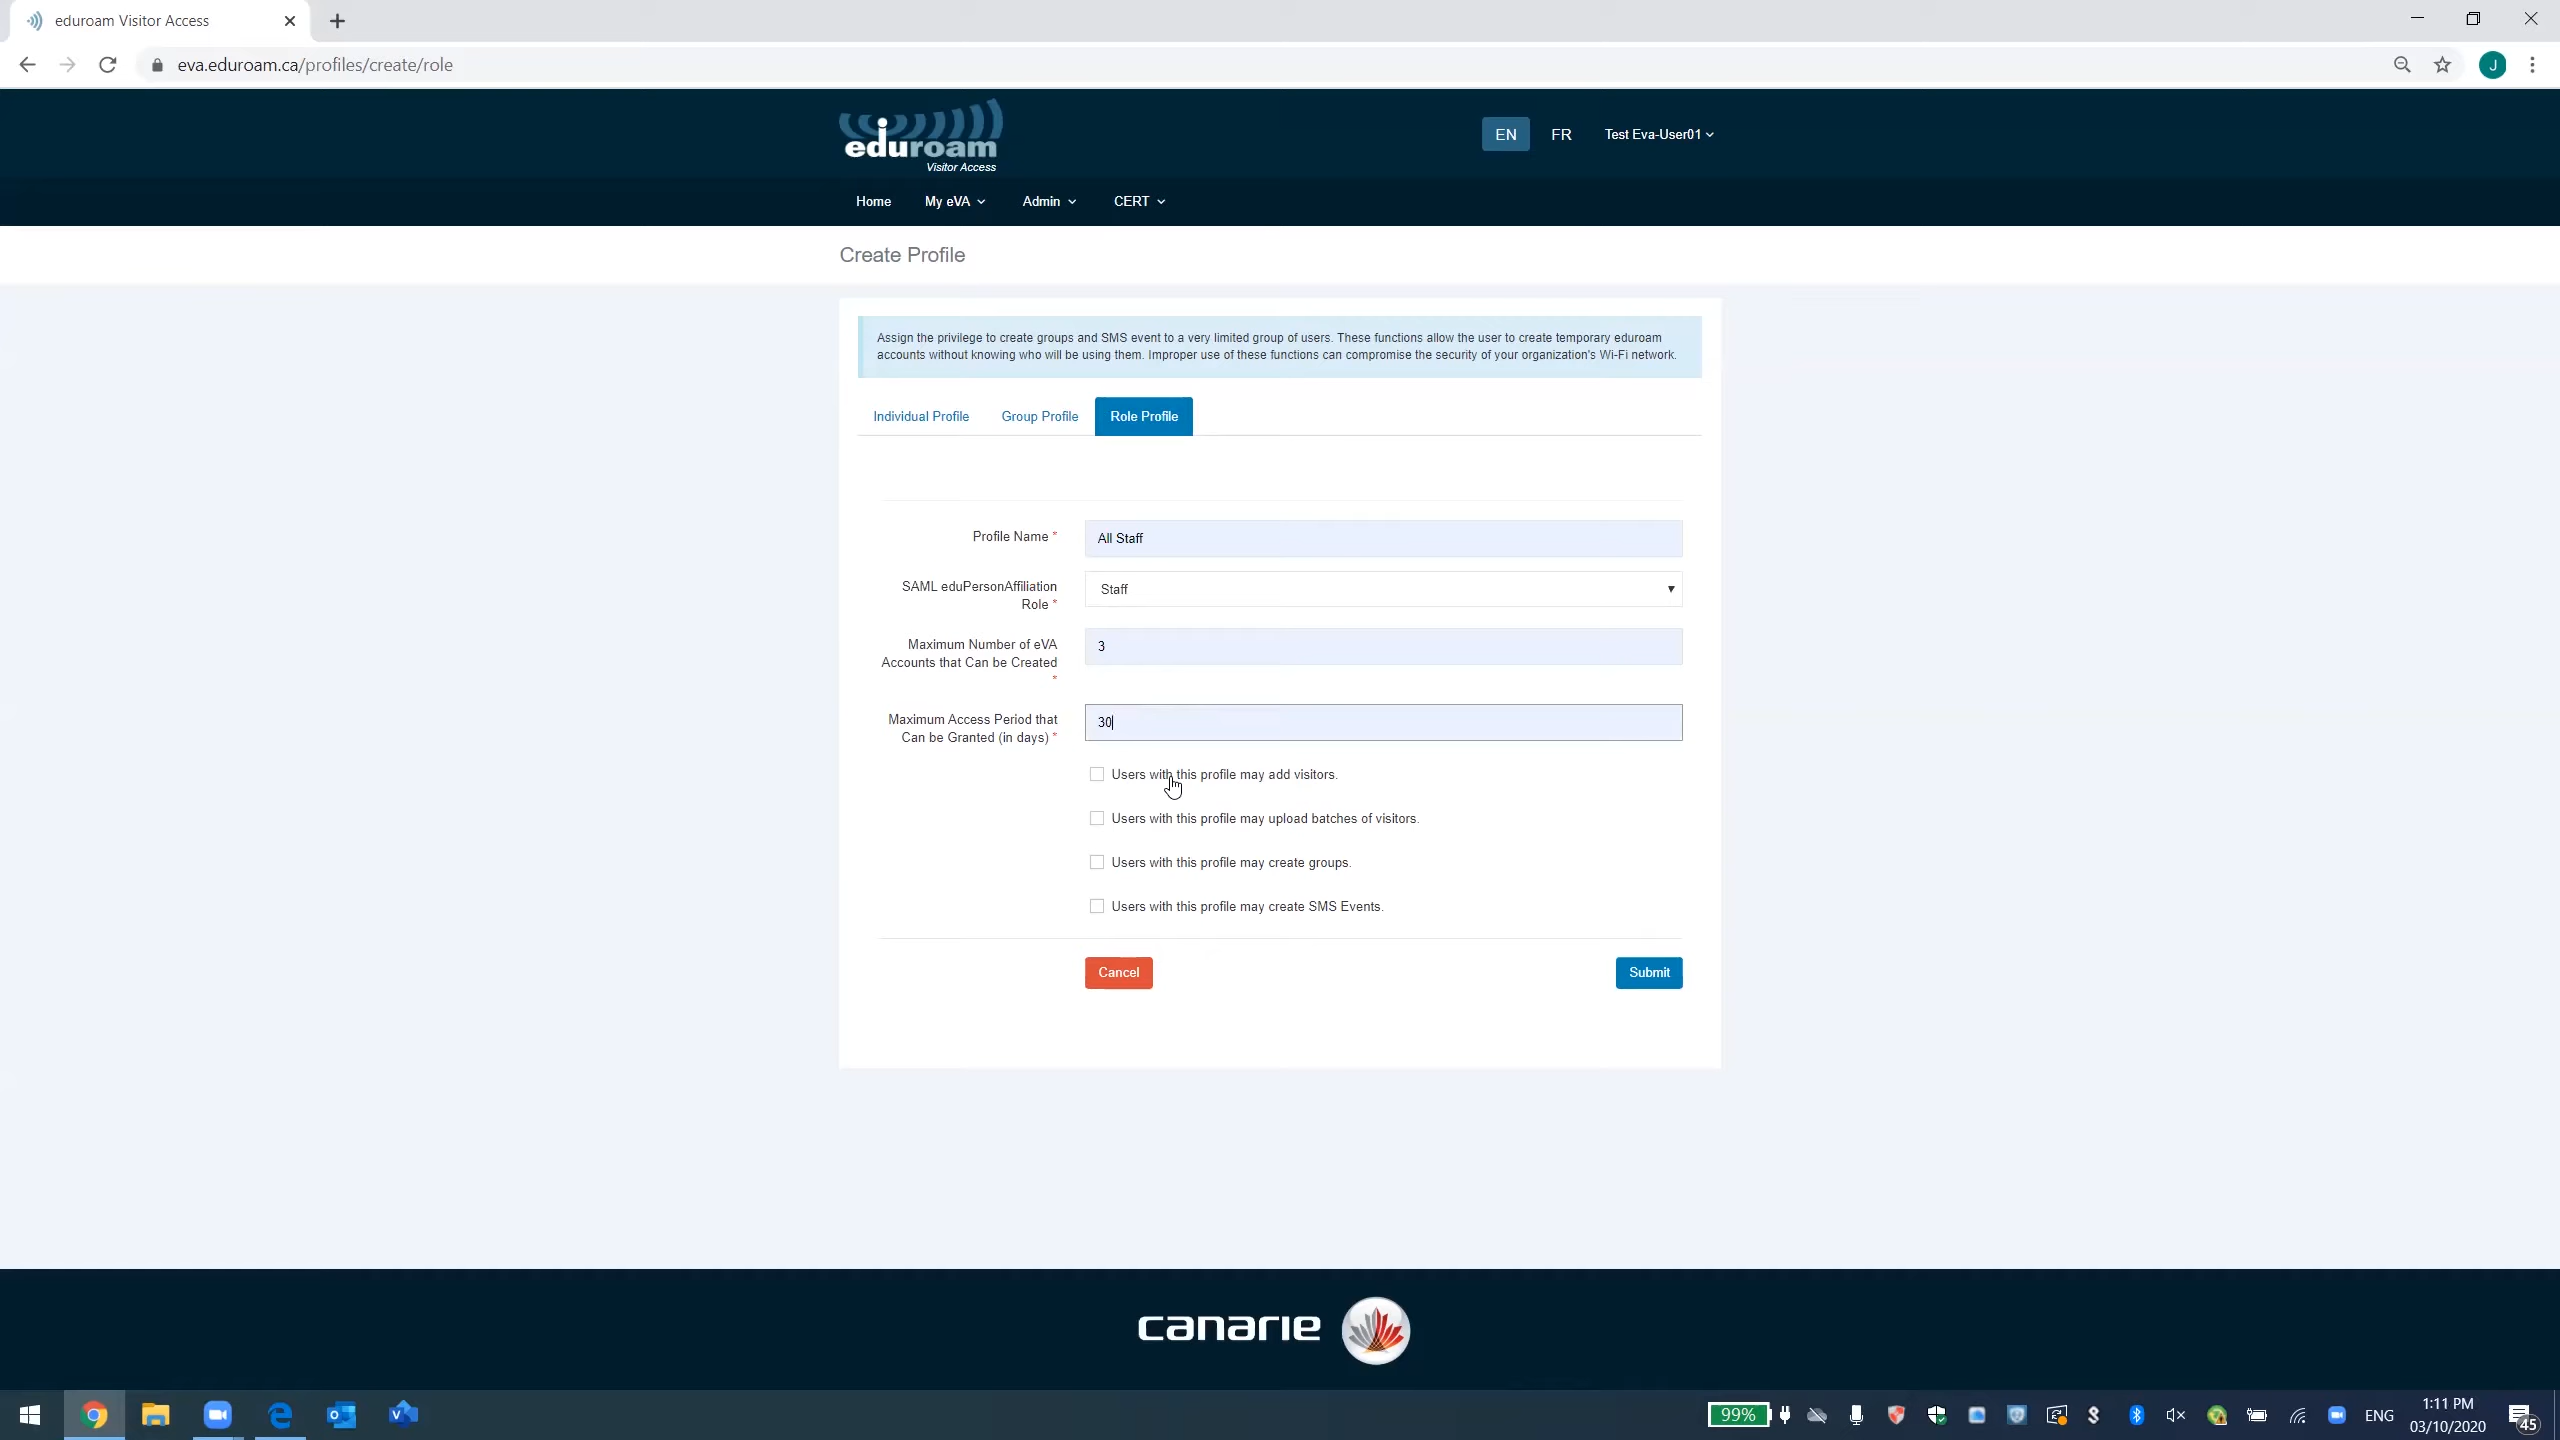 eduroam Visitor Access
eva.eduroam.ca/profiles/create/role
J
eduroam
Visitor Access
EN
FR
Test Eva-User01
Home
My eVA
Admin
CERT
Create Profile
Assign the privilege to create groups and SMS event to a very limited group of users. These functions allow the user to create temporary eduroam
accounts without knowing who will be using them. Improper use of these functions can compromise the security of your organization's Wi-Fi network.
Individual Profile
Group Profile
Role Profile
Profile Name *
All Staff
SAML eduPersonAffiliation
Role *
Staff
Maximum Number of eVA
Accounts that Can be Created
*
3
Maximum Access Period that
Can be Granted (in days) *
30
Users with this profile may add visitors.
Users with this profile may upload batches of visitors.
Users with this profile may create groups.
Users with this profile may create SMS Events.
Cancel
Submit
canarie
99%
ENG
1:11 PM
03/10/2020
45